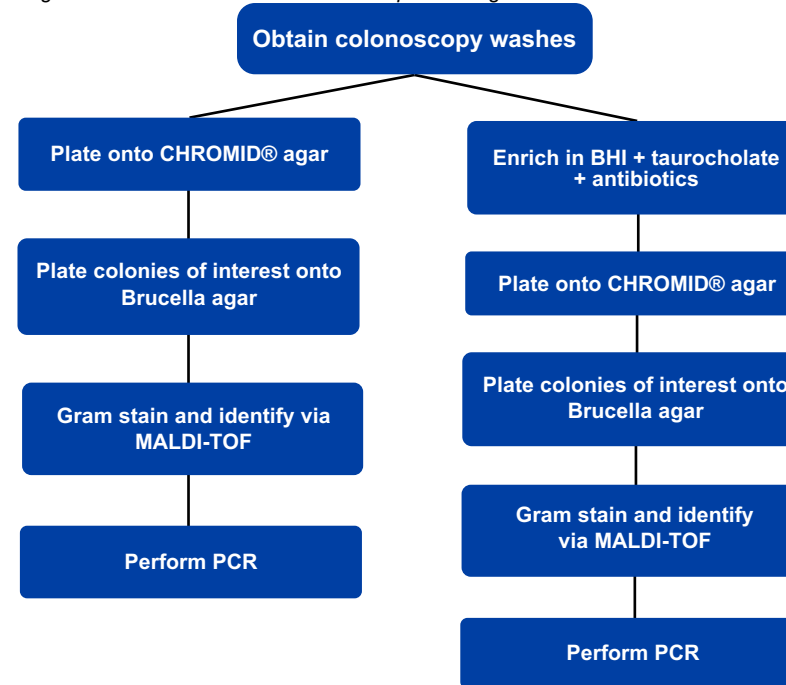 Obtain colonoscopy washes
Plate onto CHROMID® agar
Plate colonies of interest onto
Brucella agar
Gram stain and identify via
MALDI-TOF
Perform PCR
Enrich in BHI + taurocholate
+ antibiotics
Plate onto CHROMID® agar
Plate colonies of interest onto
Brucella agar
Gram stain and identify
via MALDI-TOF
Perform PCR